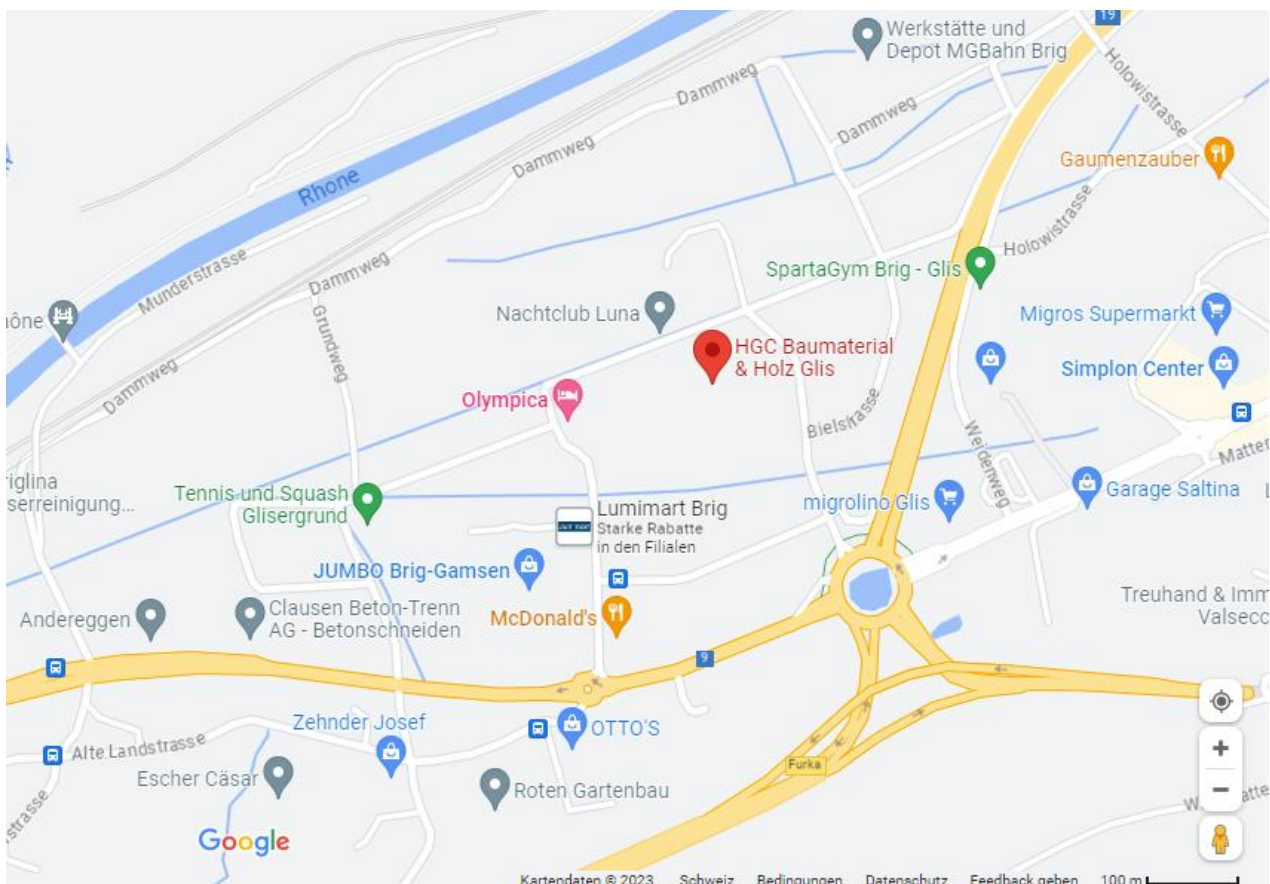 19
Werkstätte und
Depot MGBahn Brig
Holowistrasse
Dammweg
Dammweg
Gaumenzauber
Dammweg
Rhone
Holowistrasse
SpartaGym Brig - Glis
Munderstrasse
Dammweg
Nachtclub Luna
Migros Supermarkt
HGC Baumaterial
& Holz Glis
Grundweg
Simplon Center
Dammweg
Olympica
Bielstrasse
Weidenweg
Tennis und Squash
Glisergrund
migrolino Glis
Garage Saltina
Lumimart Brig
Starke Rabatte
in den Filialen
JUMBO Brig-Gamsen
Andereggen
Clausen Beton-Trenn
AG - Betonschneiden
McDonald's
Treuhand & Imm
Valsecc
9
Zehnder Josef
OTTO'S
Alte Landstrasse
Furka
Escher Cäsar
Roten Gartenbau
Google
Kartendaten © 2023 Schweiz Bedingungen Datenschutz Feedback geben 100 m